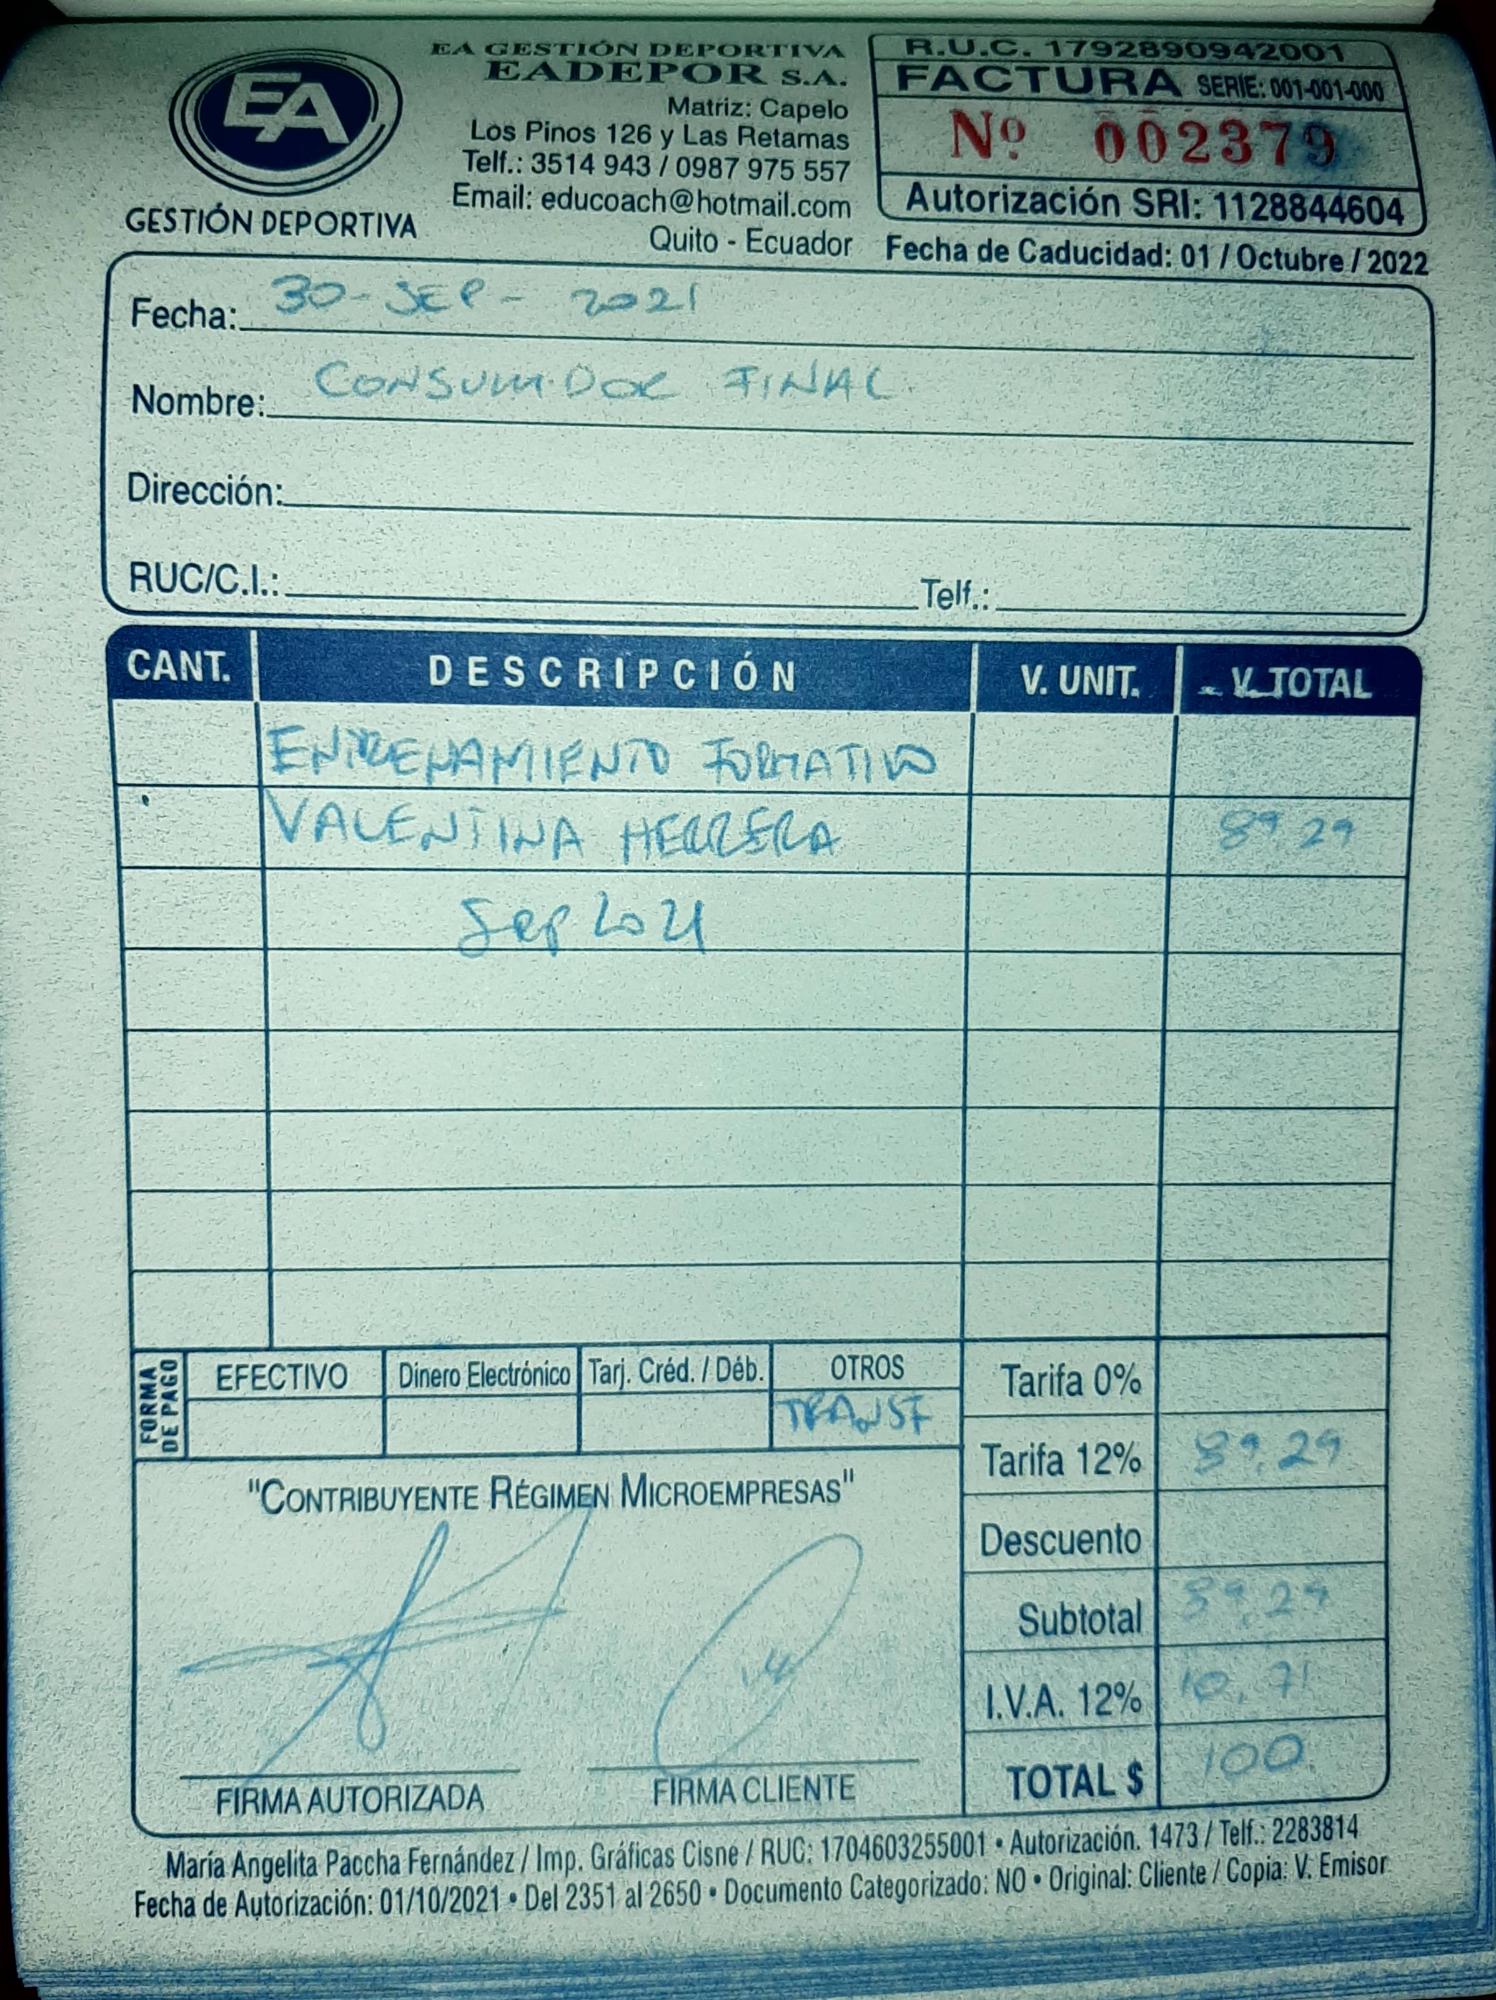 EA
GESTIÓN DEPORTIVA
EA GESTIÓN DEPORTIVA
EADEPOR S.A.
Matriz: Capelo
Los Pinos 126 y Las Retamas
Telf.: 3514 943 / 0987 975 557
Email: educoach@hotmail.com
Quito - Ecuador
R.U.C. 1792890942001
FACTURA SERIE: 001-001-000
Nº 002379
Autorización SRI: 1128844604
Fecha de Caducidad: 01 / Octubre / 2022
Fecha: 30-SEP-2021
Nombre: CONSUMIDOR FINAL
Dirección:
RUC/C.I.: Telf.:
CANT. DESCRIPCIÓN V. UNIT. V. TOTAL
ENTRENAMIENTO FORMATIVO
VALENTINA HERRERA 89.29
Sep 2021
FORMA DE PAGO
EFECTIVO Dinero Electrónico Tarj. Créd. / Déb. OTROS
TRANSF
Tarifa 0%
Tarifa 12% 89.29
Descuento
Subtotal 89.29
I.V.A. 12% 10.71
TOTAL $ 100
"CONTRIBUYENTE RÉGIMEN MICROEMPRESAS"
FIRMA AUTORIZADA FIRMA CLIENTE
María Angelita Paccha Fernández / Imp. Gráficas Cisne / RUC: 1704603255001 • Autorización. 1473 / Telf.: 2283814
Fecha de Autorización: 01/10/2021 • Del 2351 al 2650 • Documento Categorizado: NO • Original: Cliente / Copia: V. Emisor